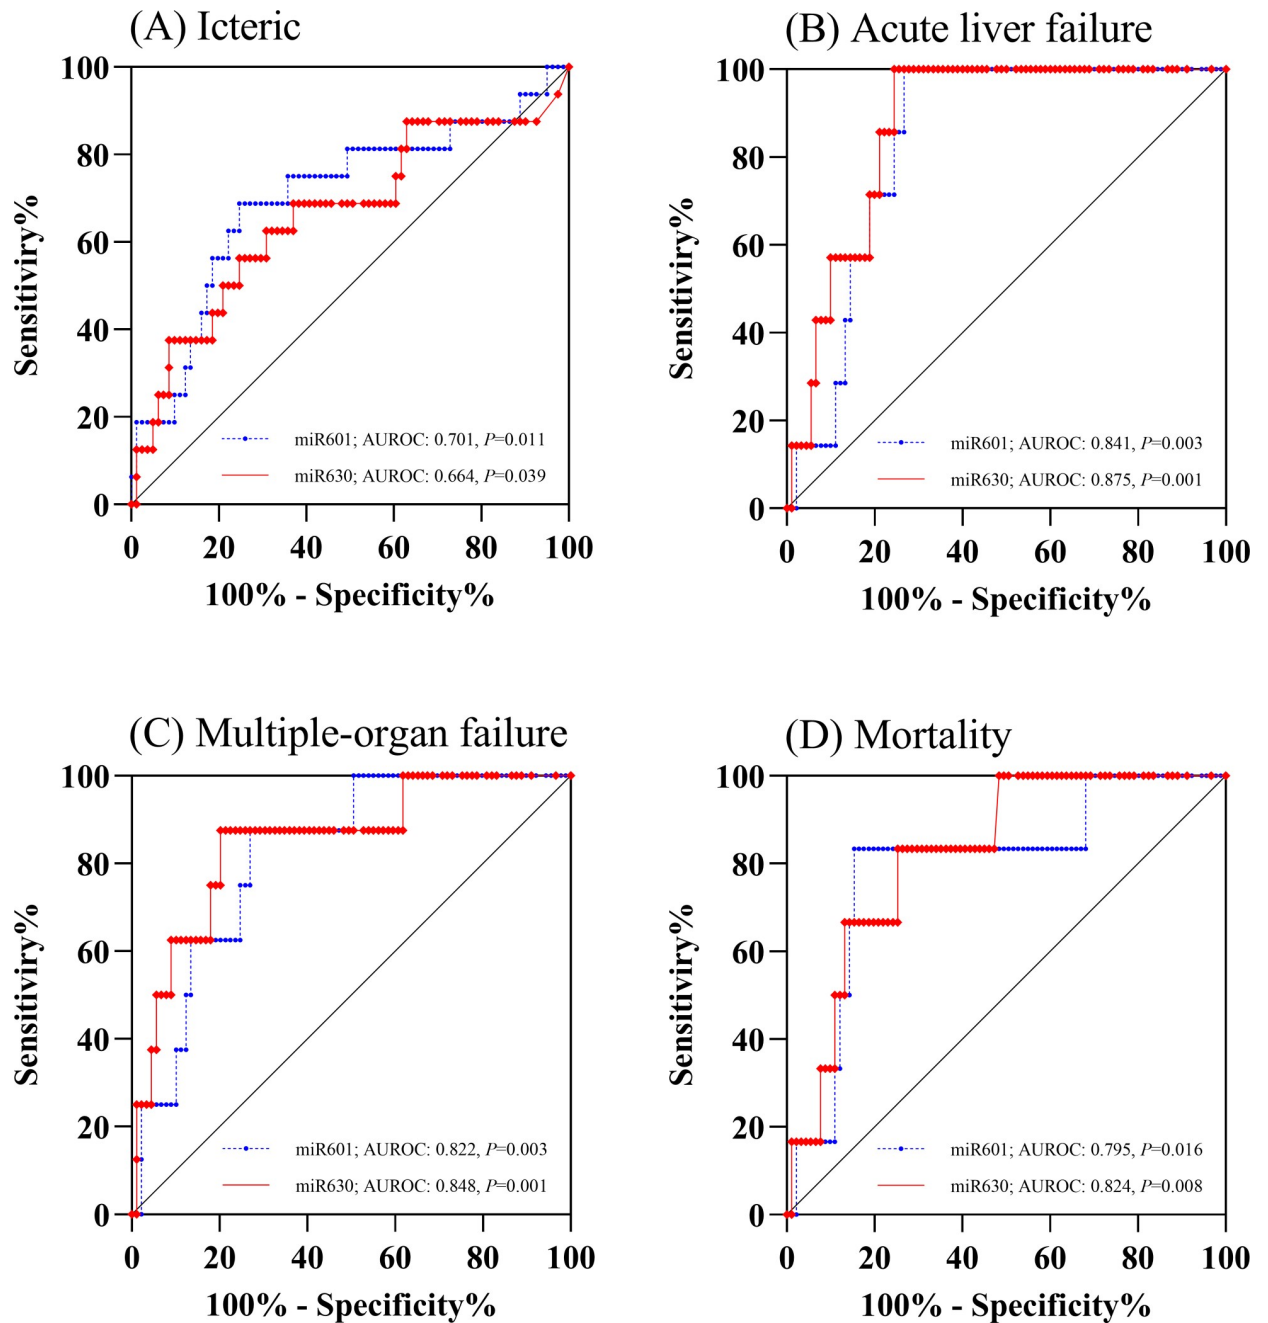 (A) Icteric
100
80
60
40
20
0
Sensitiviry%
miR601; AUROC: 0.701, P=0.011
miR630; AUROC: 0.664, P=0.039
0 20 40 60 80 100
100% - Specificity%
(B) Acute liver failure
100
80
60
40
20
0
Sensitiviry%
miR601; AUROC: 0.841, P=0.003
miR630; AUROC: 0.875, P=0.001
0 20 40 60 80 100
100% - Specificity%
(C) Multiple-organ failure
100
80
60
40
20
0
Sensitiviry%
miR601; AUROC: 0.822, P=0.003
miR630; AUROC: 0.848, P=0.001
0 20 40 60 80 100
100% - Specificity%
(D) Mortality
100
80
60
40
20
0
Sensitiviry%
miR601; AUROC: 0.795, P=0.016
miR630; AUROC: 0.824, P=0.008
0 20 40 60 80 100
100% - Specificity%